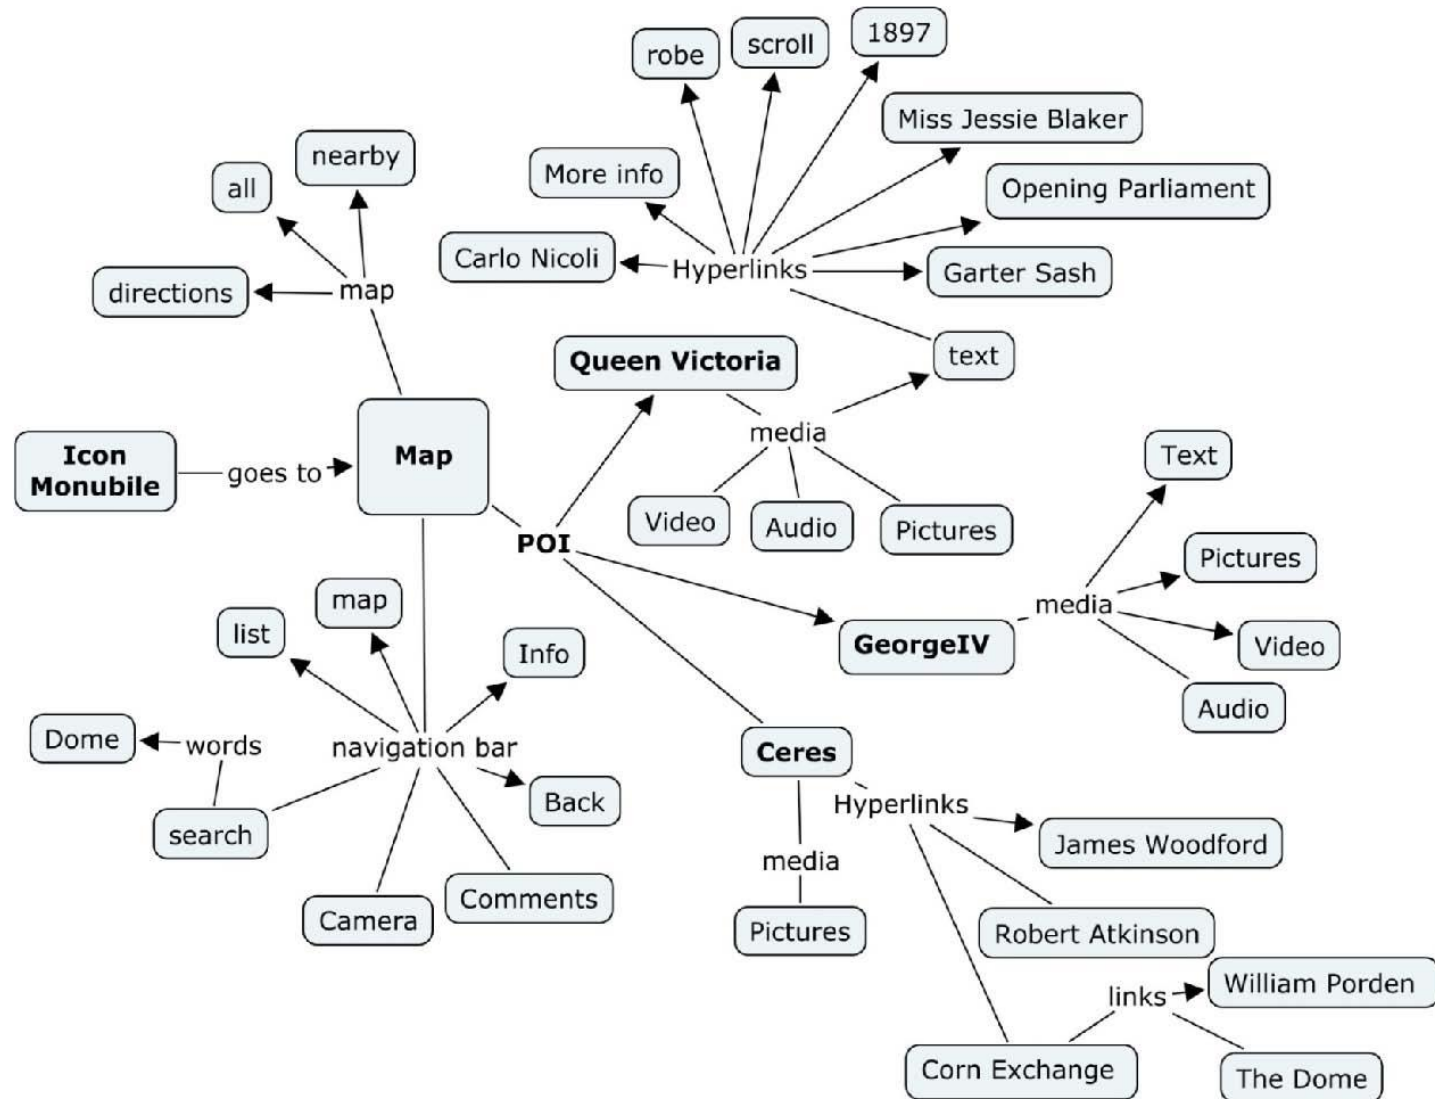 robe
scroll
1897
Miss Jessie Blaker
nearby
More info
all
Opening Parliament
Carlo Nicoli
Hyperlinks
Garter Sash
directions
map
Queen Victoria
text
media
Icon
Monubile
goes to
Map
Text
Video
Audio
Pictures
POI
Pictures
map
media
list
Info
GeorgeIV
Video
Audio
Dome
words
navigation bar
Ceres
Back
Hyperlinks
search
James Woodford
media
Comments
Camera
Pictures
Robert Atkinson
links
William Porden
Corn Exchange
The Dome